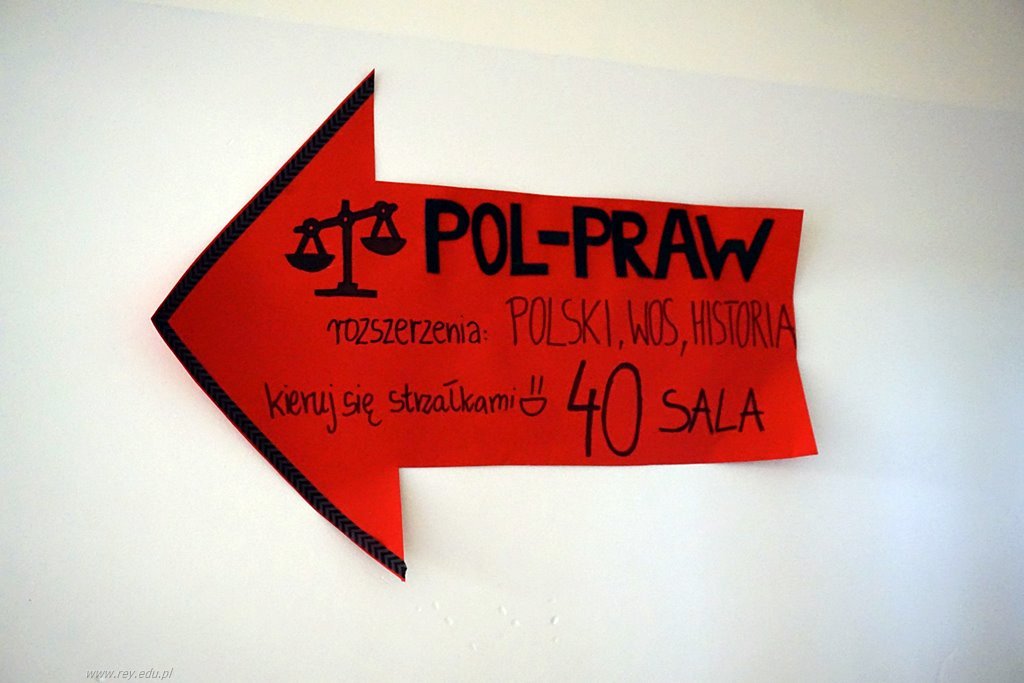 POL-PRAW
rozszerzenia: POLSKI, WOS, HISTORIA
kieruj się strzałkami 40 SALA
www.rey.edu.pl